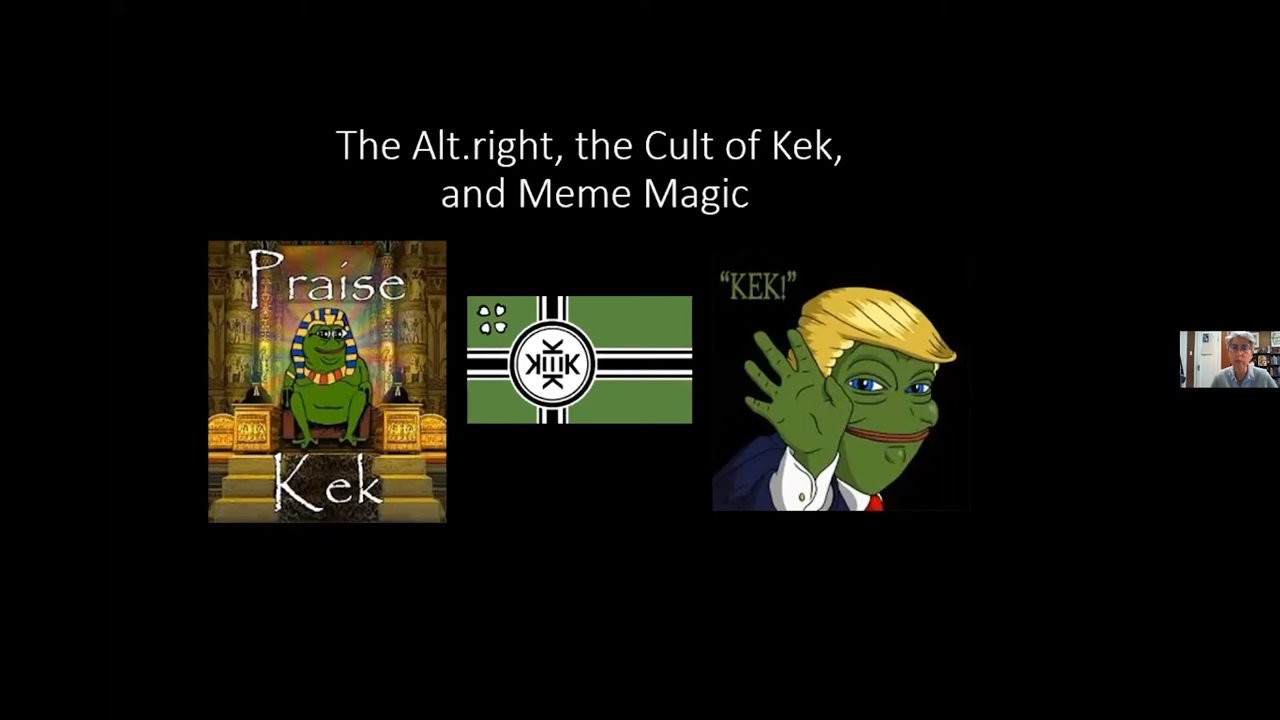 The Alt.right, the Cult of Kek,
and Meme Magic
Praise
Kek
K
KEK
K
"KEK!"